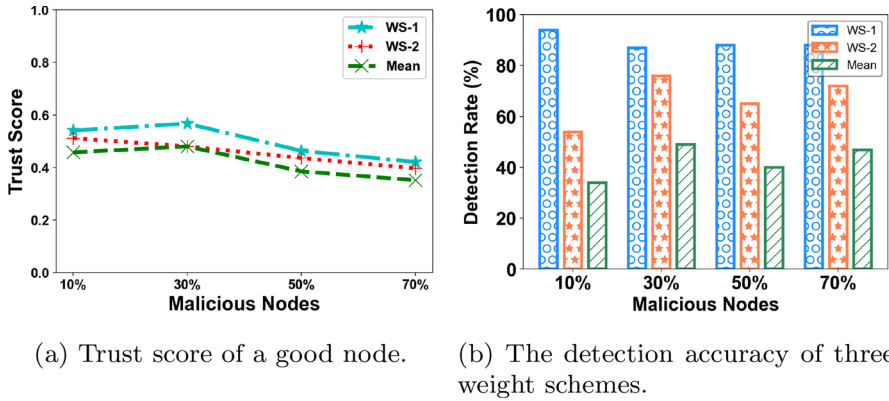 1.0
0.8
0.6
0.4
0.2
0.0
Trust Score
WS-1
WS-2
Mean
10% 30% 50% 70%
Malicious Nodes
(a) Trust score of a good node.
100
80
60
40
20
0
Detection Rate (%)
WS-1
WS-2
Mean
10% 30% 50% 70%
Malicious Nodes
(b) The detection accuracy of three
weight schemes.